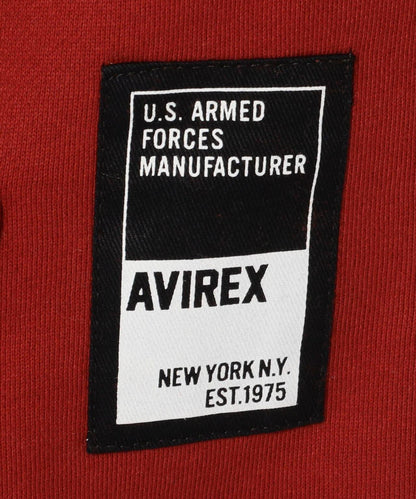 U.S. ARMED
FORCES
MANUFACTURER
AVIREX
NEW YORK N.Y.
EST.1975